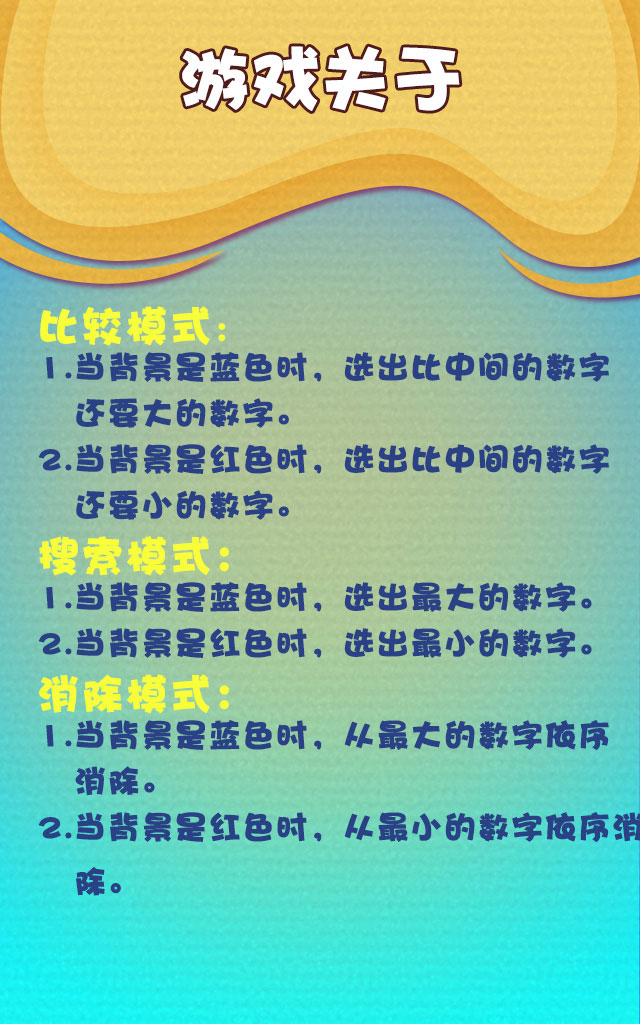 游戏关于
比较模式:
1.当背景是蓝色时，选出比中间的数字
还要大的数字。
2.当背景是红色时，选出比中间的数字
还要小的数字。
搜索模式：
1.当背景是蓝色时，选出最大的数字。
2.当背景是红色时，选出最小的数字。
消除模式：
1.当背景是蓝色时，从最大的数字依序
消除。
2.当背景是红色时，从最小的数字依序消
除。